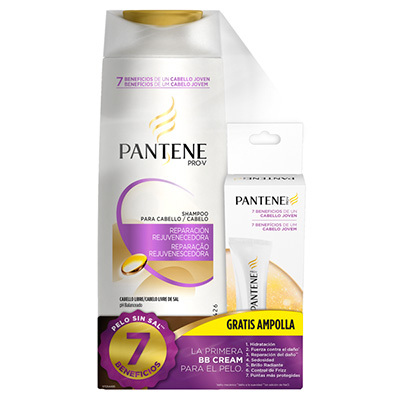 7 BENEFICIOS DE UN CABELLO JOVEN
BENEFÍCIOS DE UM CABELO JOVEM
PANTENE
PRO-V
SHAMPOO
PARA CABELLO / CABELO
REPARACIÓN
REJUVENECEDORA
REPARAÇÃO
REJUVENESCEDORA
CABELLO LIBRE/CABELO LIVRE DE SAL
pH Balanceado
PANTENE
7 BENEFICIOS DE UN
CABELLO JOVEN
7 BENEFÍCIOS DE UM
CABELO JOVEM
PANTENE
GRATIS AMPOLLA
PELO SIN SAL
7
BENEFICIOS
LA PRIMERA
BB CREAM
PARA EL PELO.
1. Hidratación
2. Fuerza contra el daño*
3. Reparación del daño**
4. Sedosidad
5. Brillo Radiante
6. Control de Frizz
7. Puntas más protegidas